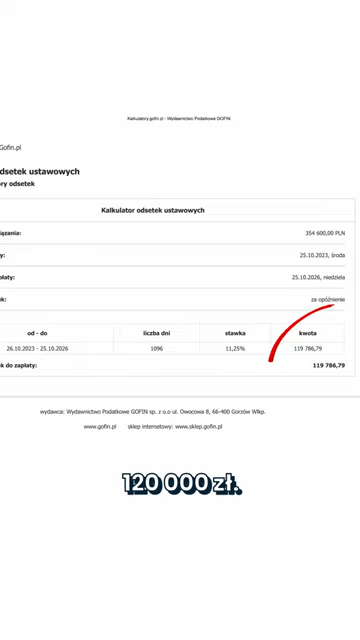 Kalkulatory.gofin.pl - Wydawnictwo Podatkowe GOFIN
Gofin.pl
odsetek ustawowych
ory odsetek
Kalkulator odsetek ustawowych
iązania: 354 600,00 PLN
y: 25.10.2023, środa
płaty: 25.10.2026, niedziela
k: za opóźnienie
od - do liczba dni stawka kwota
26.10.2023 - 25.10.2026 1096 11,25% 119 786,79
ek do zapłaty: 119 786,79
wydawca: Wydawnictwo Podatkowe GOFIN sp. z o.o ul. Owocowa 8, 66-400 Gorzów Wlkp.
www.gofin.pl sklep internetowy: www.sklep.gofin.pl
120 000 zł.